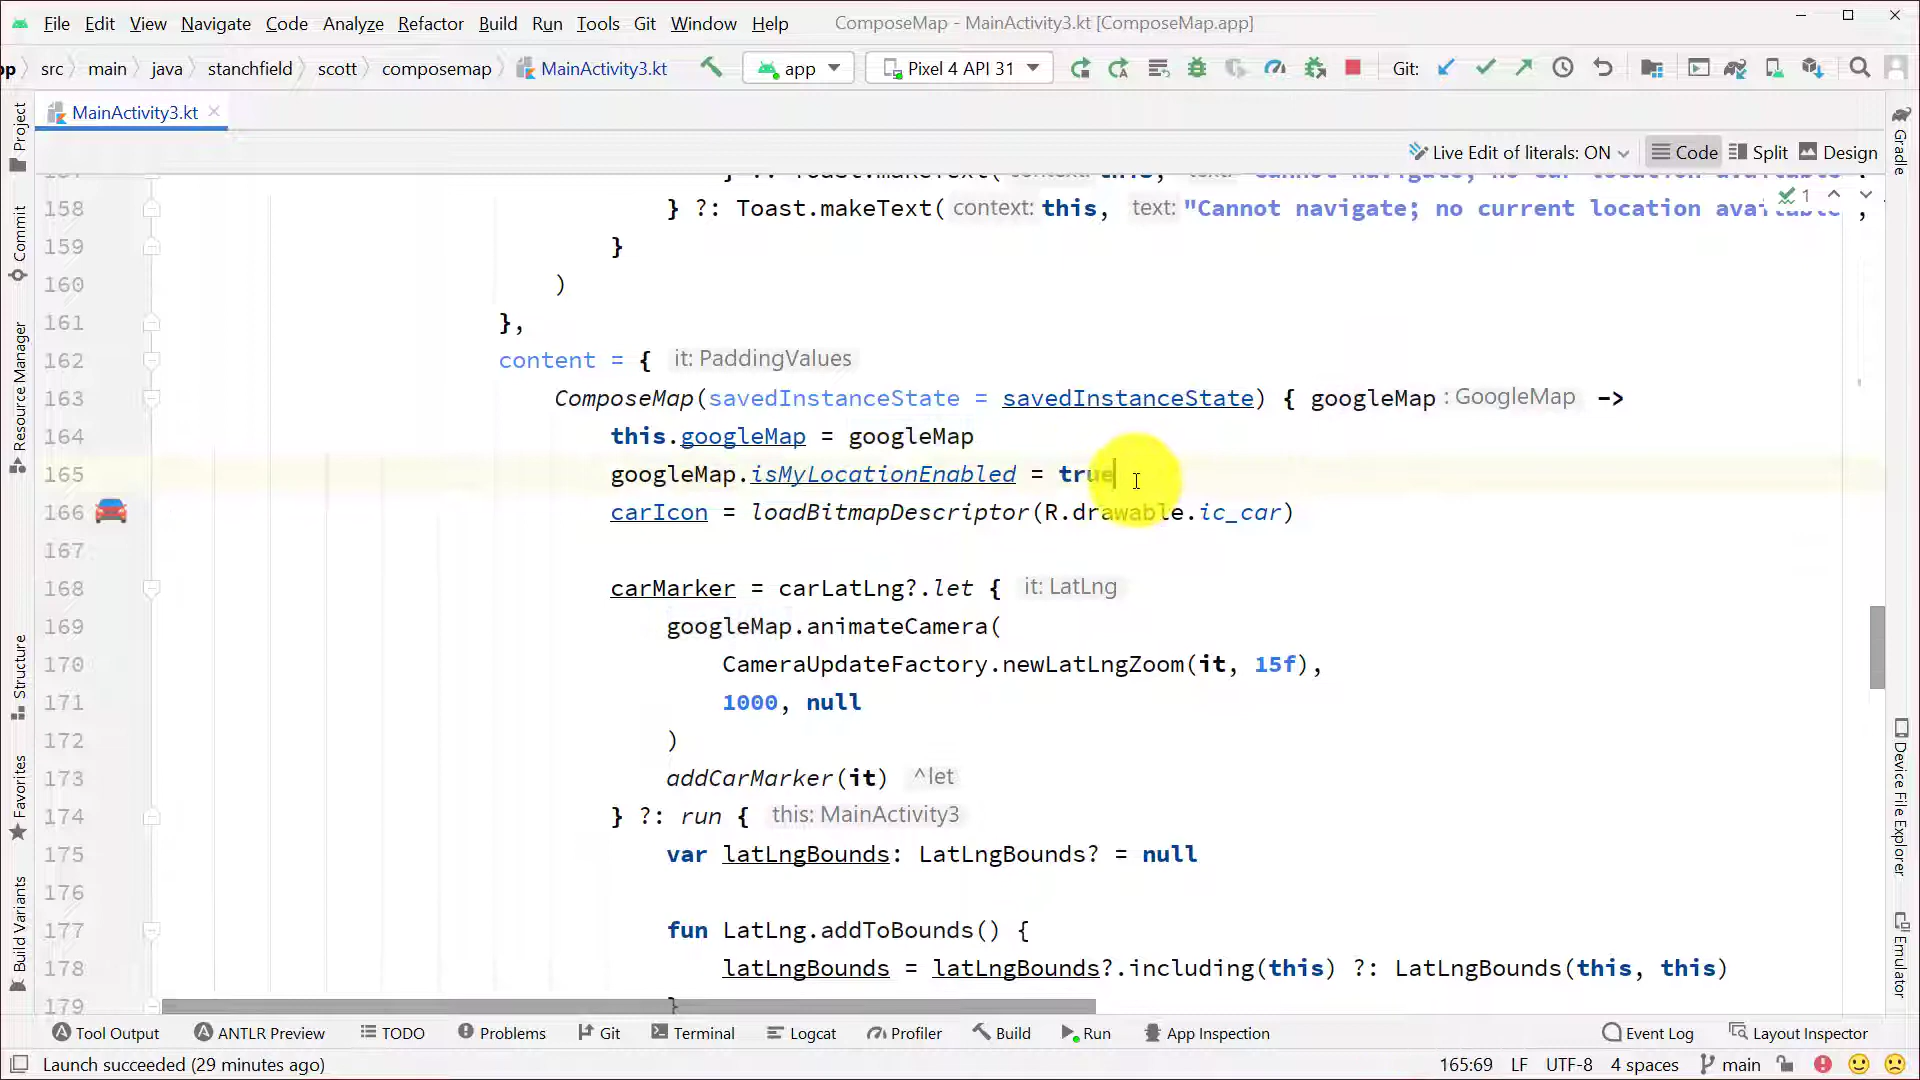 File Edit View Navigate Code Analyze Refactor Build Run Tools Git Window Help ComposeMap - MainActivity3.kt [ComposeMap.app]
src main java stanchfield scott composemap MainActivity3.kt app Pixel 4 API 31 Git:
MainActivity3.kt
Live Edit of literals: ON Code Split Design
158 } ?: Toast.makeText( context: this, text: "Cannot navigate; no current location available",
1
159 }
160 )
161 },
162 content = { it: PaddingValues
163 ComposeMap(savedInstanceState = savedInstanceState) { googleMap : GoogleMap ->
164 this.googleMap = googleMap
165 googleMap.isMyLocationEnabled = true
166 carIcon = loadBitmapDescriptor(R.drawable.ic_car)
167
168 carMarker = carLatLng?.let { it: LatLng
169 googleMap.animateCamera(
170 CameraUpdateFactory.newLatLngZoom(it, 15f),
171 1000, null
172 )
173 addCarMarker(it) ^let
174 } ?: run { this: MainActivity3
175 var latLngBounds: LatLngBounds? = null
176
177 fun LatLng.addToBounds() {
178 latLngBounds = latLngBounds?.including(this) ?: LatLngBounds(this, this)
179 }
Project
Commit
Resource Manager
Structure
Favorites
Build Variants
Gradle
Device File Explorer
Emulator
Tool Output ANTLR Preview TODO Problems Git Terminal Logcat Profiler Build Run App Inspection Event Log Layout Inspector
Launch succeeded (29 minutes ago) 165:69 LF UTF-8 4 spaces main